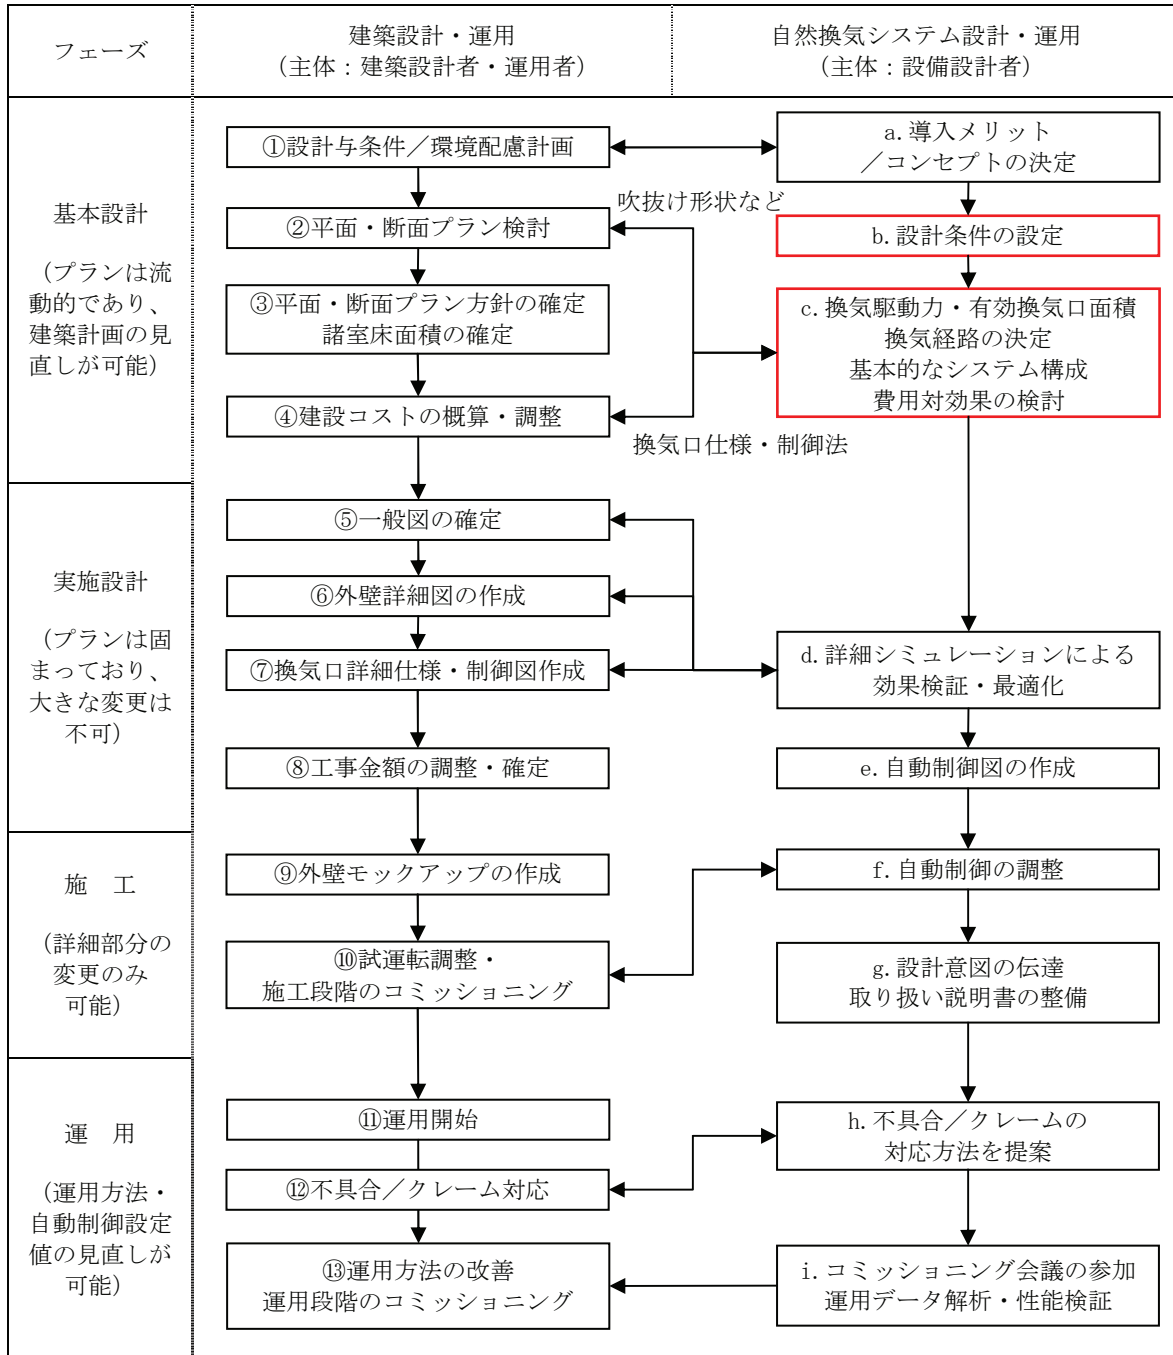 フェーズ
建築設計・運用
（主体：建築設計者・運用者）
自然換気システム設計・運用
（主体：設備設計者）
基本設計
（プランは流
動的であり、
建築計画の見
直しが可能）
①設計与条件／環境配慮計画
a.導入メリット
／コンセプトの決定
吹抜け形状など
②平面・断面プラン検討
b.設計条件の設定
③平面・断面プラン方針の確定
諸室床面積の確定
c.換気駆動力・有効換気口面積
換気経路の決定
基本的なシステム構成
費用対効果の検討
④建設コストの概算・調整
換気口仕様・制御法
実施設計
（プランは固
まっており、
大きな変更は
不可）
⑤一般図の確定
⑥外壁詳細図の作成
⑦換気口詳細仕様・制御図作成
d.詳細シミュレーションによる
効果検証・最適化
⑧工事金額の調整・確定
e.自動制御図の作成
施　工
（詳細部分の
変更のみ
可能）
⑨外壁モックアップの作成
f.自動制御の調整
⑩試運転調整・
施工段階のコミッショニング
g.設計意図の伝達
取り扱い説明書の整備
運　用
（運用方法・
自動制御設定
値の見直しが
可能）
⑪運用開始
h.不具合／クレームの
対応方法を提案
⑫不具合／クレーム対応
⑬運用方法の改善
運用段階のコミッショニング
i.コミッショニング会議の参加
運用データ解析・性能検証